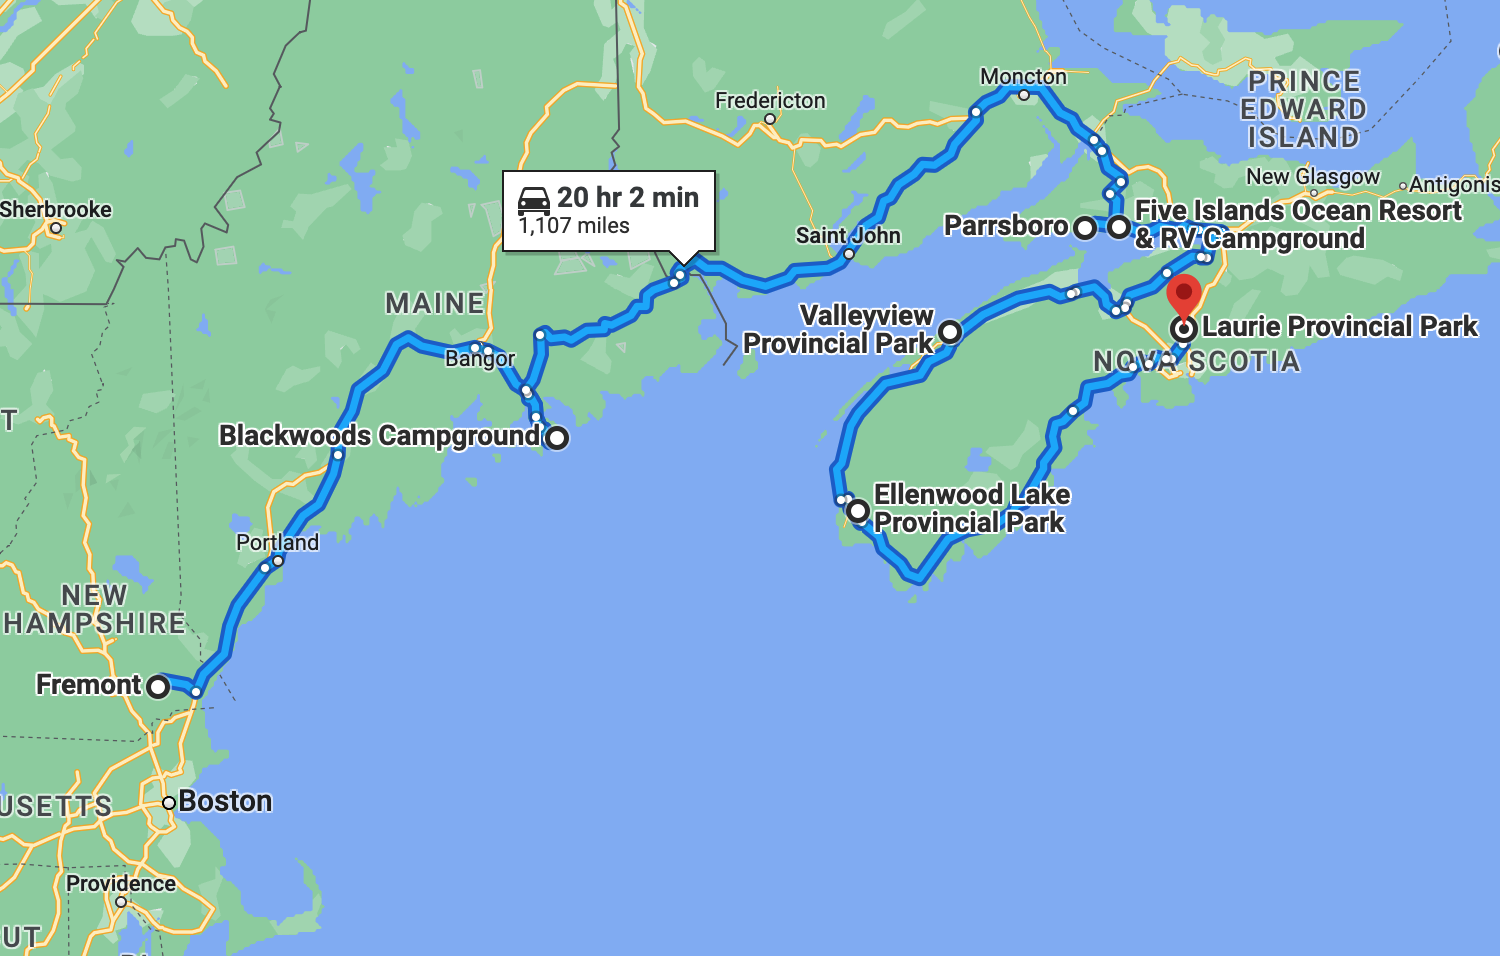 Moncton
PRINCE
EDWARD
ISLAND
Fredericton
New Glasgow
Antigonis
Sherbrooke
20 hr 2 min
1,107 miles
Five Islands Ocean Resort
& RV Campground
Parrsboro
Saint John
MAINE
Valleyview
Provincial Park
Laurie Provincial Park
Bangor
NOVA SCOTIA
T
Blackwoods Campground
Ellenwood Lake
Provincial Park
Portland
NEW
HAMPSHIRE
Fremont
USETTS
Boston
Providence
UT